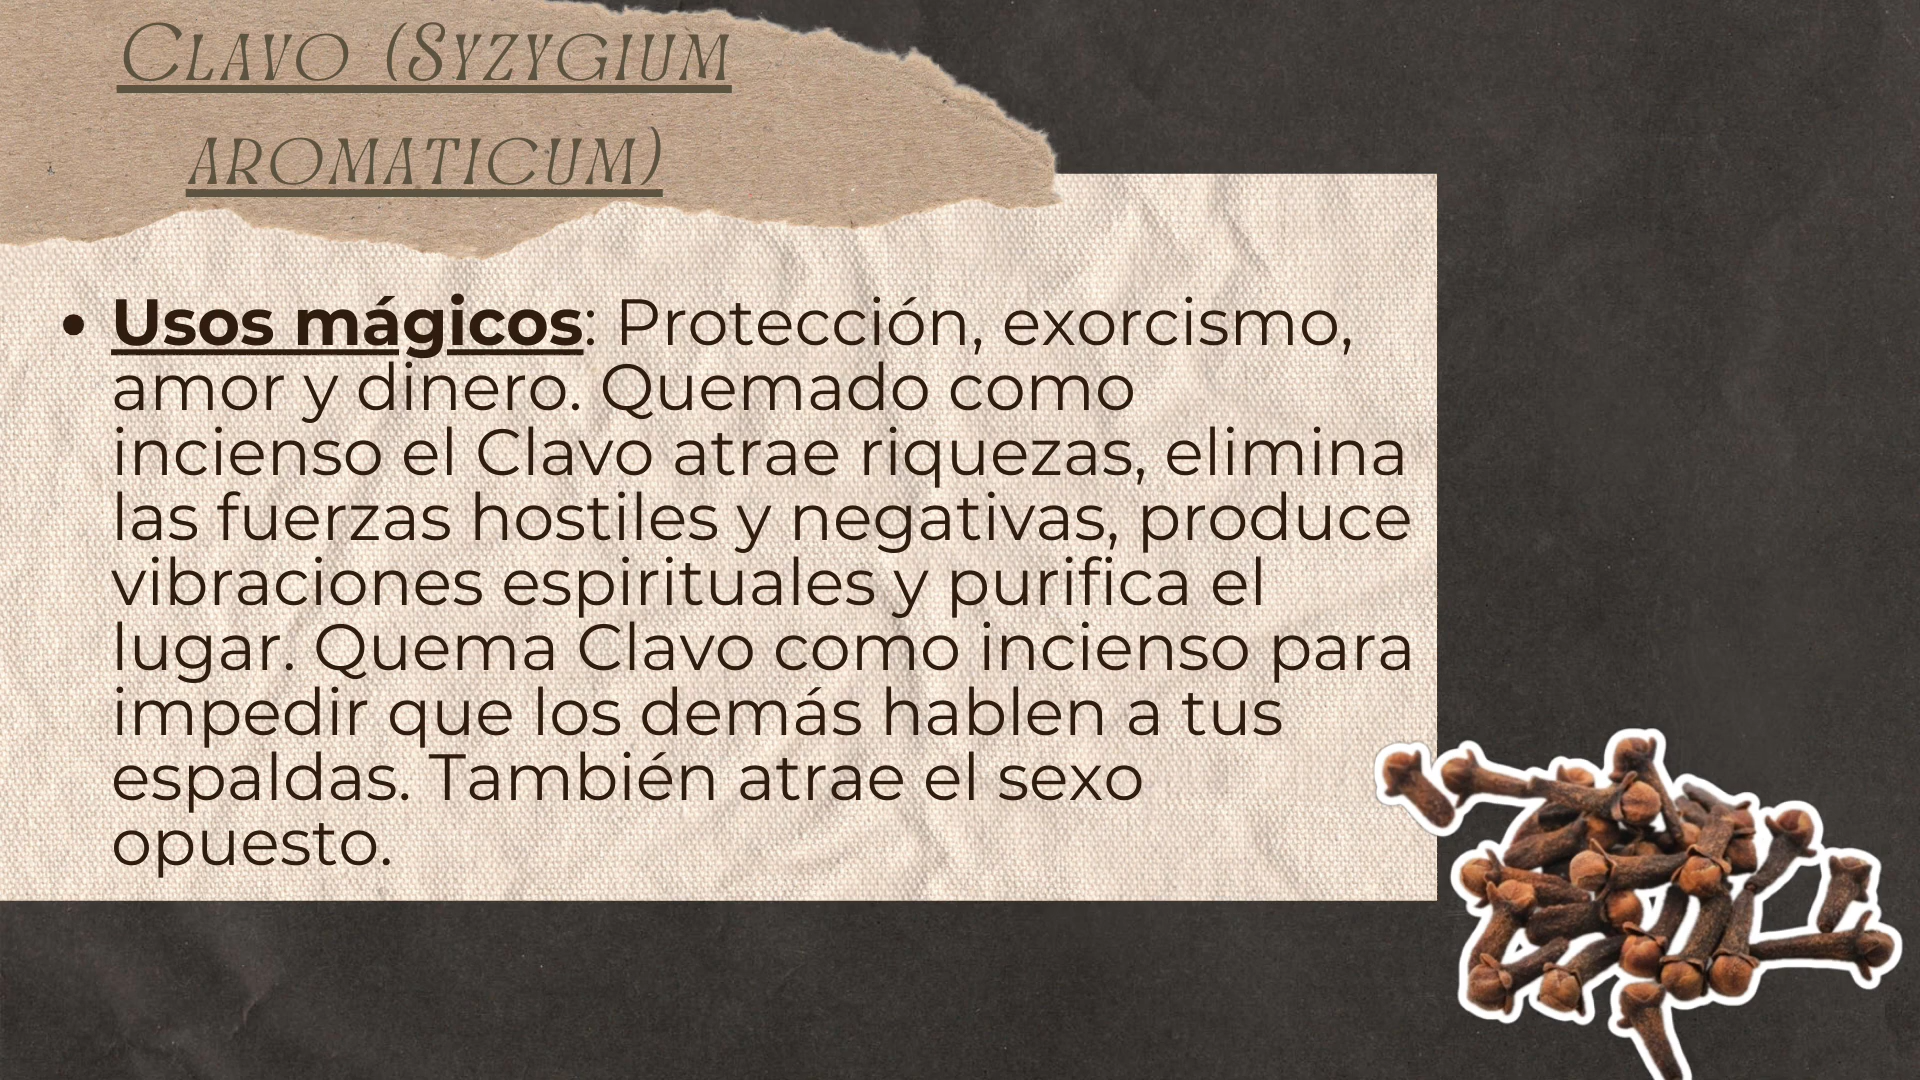 Clavo (Syzygium
aromaticum)
• Usos mágicos: Protección, exorcismo,
amor y dinero. Quemado como
incienso el Clavo atrae riquezas, elimina
las fuerzas hostiles y negativas, produce
vibraciones espirituales y purifica el
lugar. Quema Clavo como incienso para
impedir que los demás hablen a tus
espaldas. También atrae el sexo
opuesto.